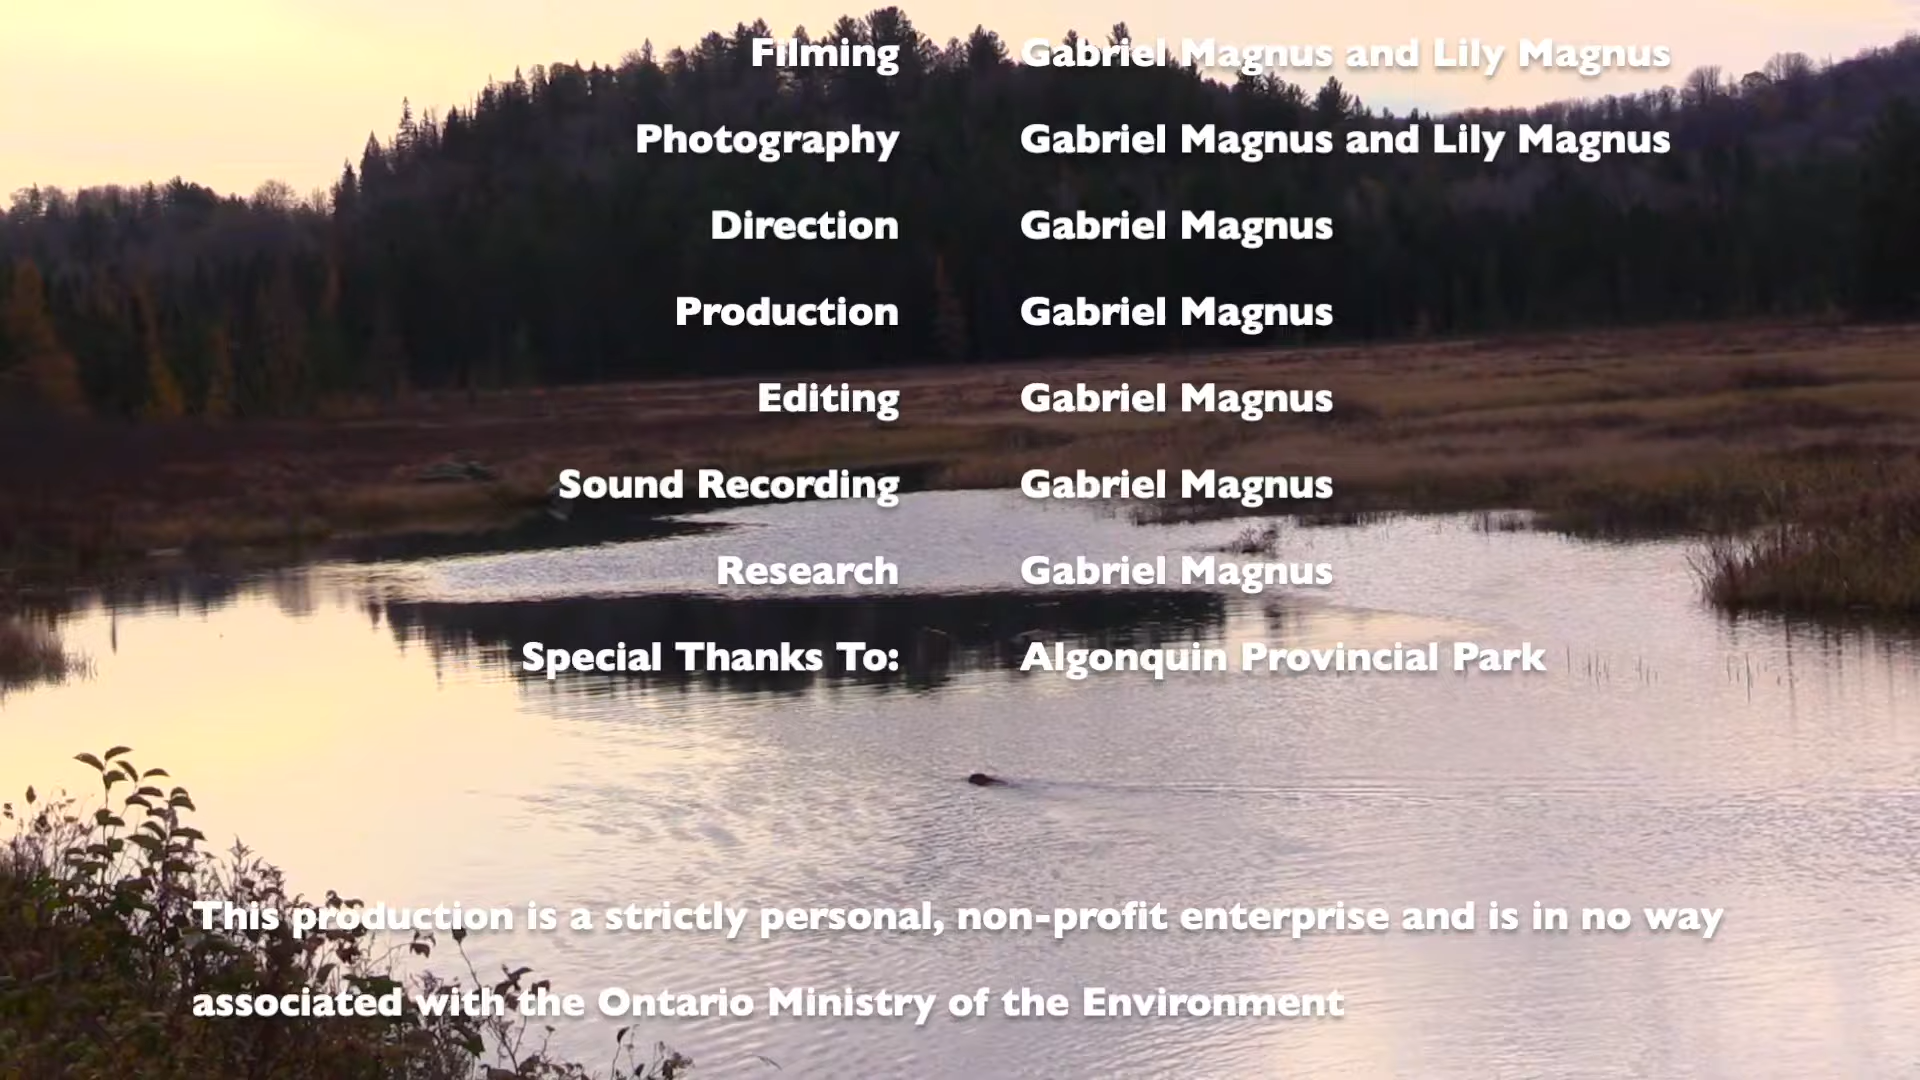 Filming Gabriel Magnus and Lily Magnus
Photography Gabriel Magnus and Lily Magnus
Direction Gabriel Magnus
Production Gabriel Magnus
Editing Gabriel Magnus
Sound Recording Gabriel Magnus
Research Gabriel Magnus
Special Thanks To: Algonquin Provincial Park
This production is a strictly personal, non-profit enterprise and is in no way
associated with the Ontario Ministry of the Environment